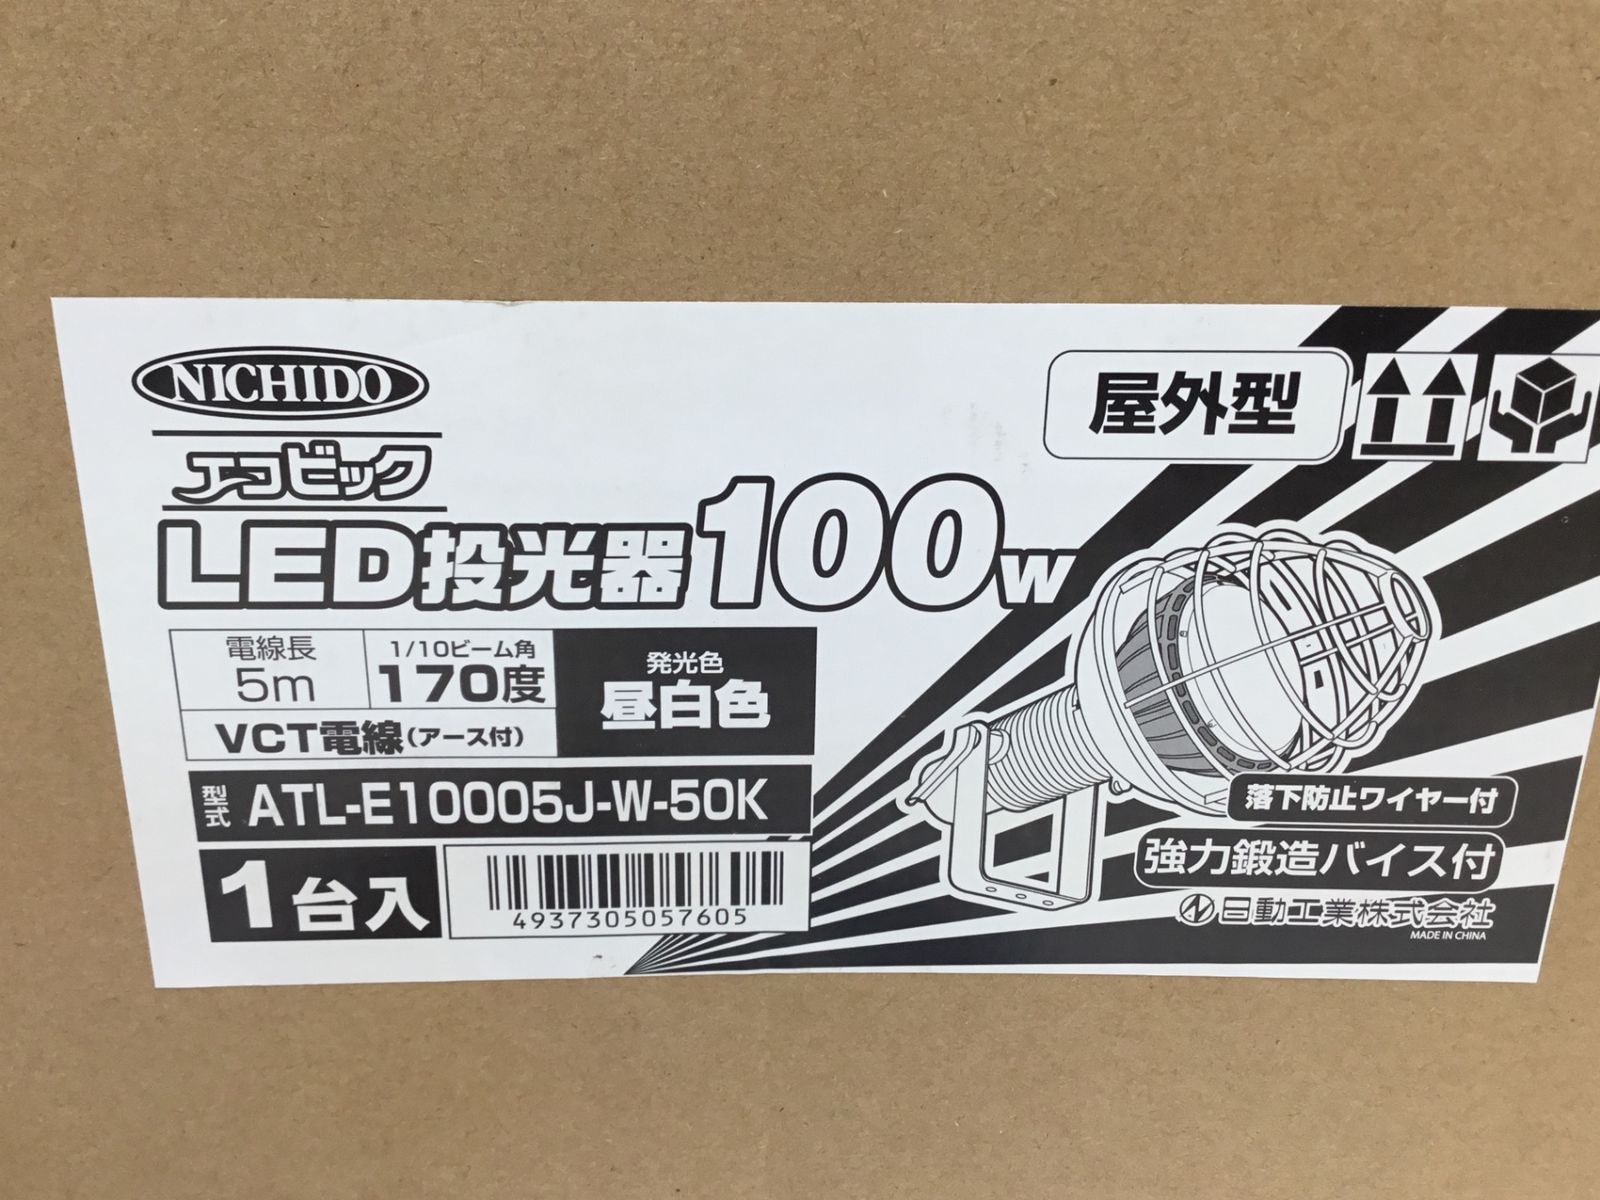 NICHIDO
エコビック
屋外型
LED投光器100W
電線長
5m
1/10ビーム角
170度
VCT電線(アース付)
発光色
昼白色
型式 ATL-E10005J-W-50K
1台入
4937305057605
落下防止ワイヤー付
強力鍛造バイス付
日動工業株式会社
MADE IN CHINA